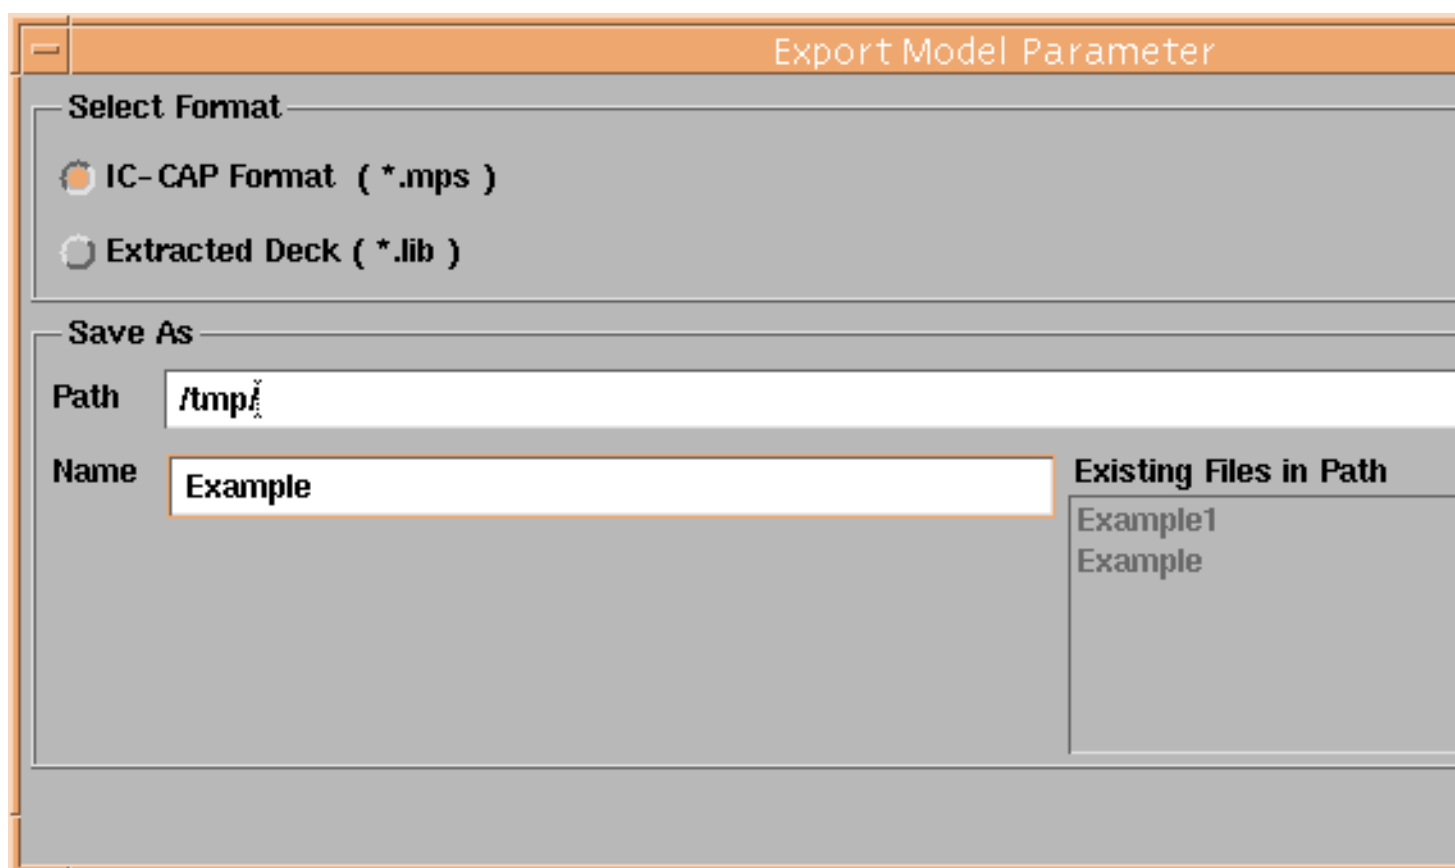 Export Model Parameter
Select Format
IC-CAP Format ( *.mps )
Extracted Deck ( *.lib )
Save As
Path /tmp/
Name Example
Existing Files in Path
Example1
Example